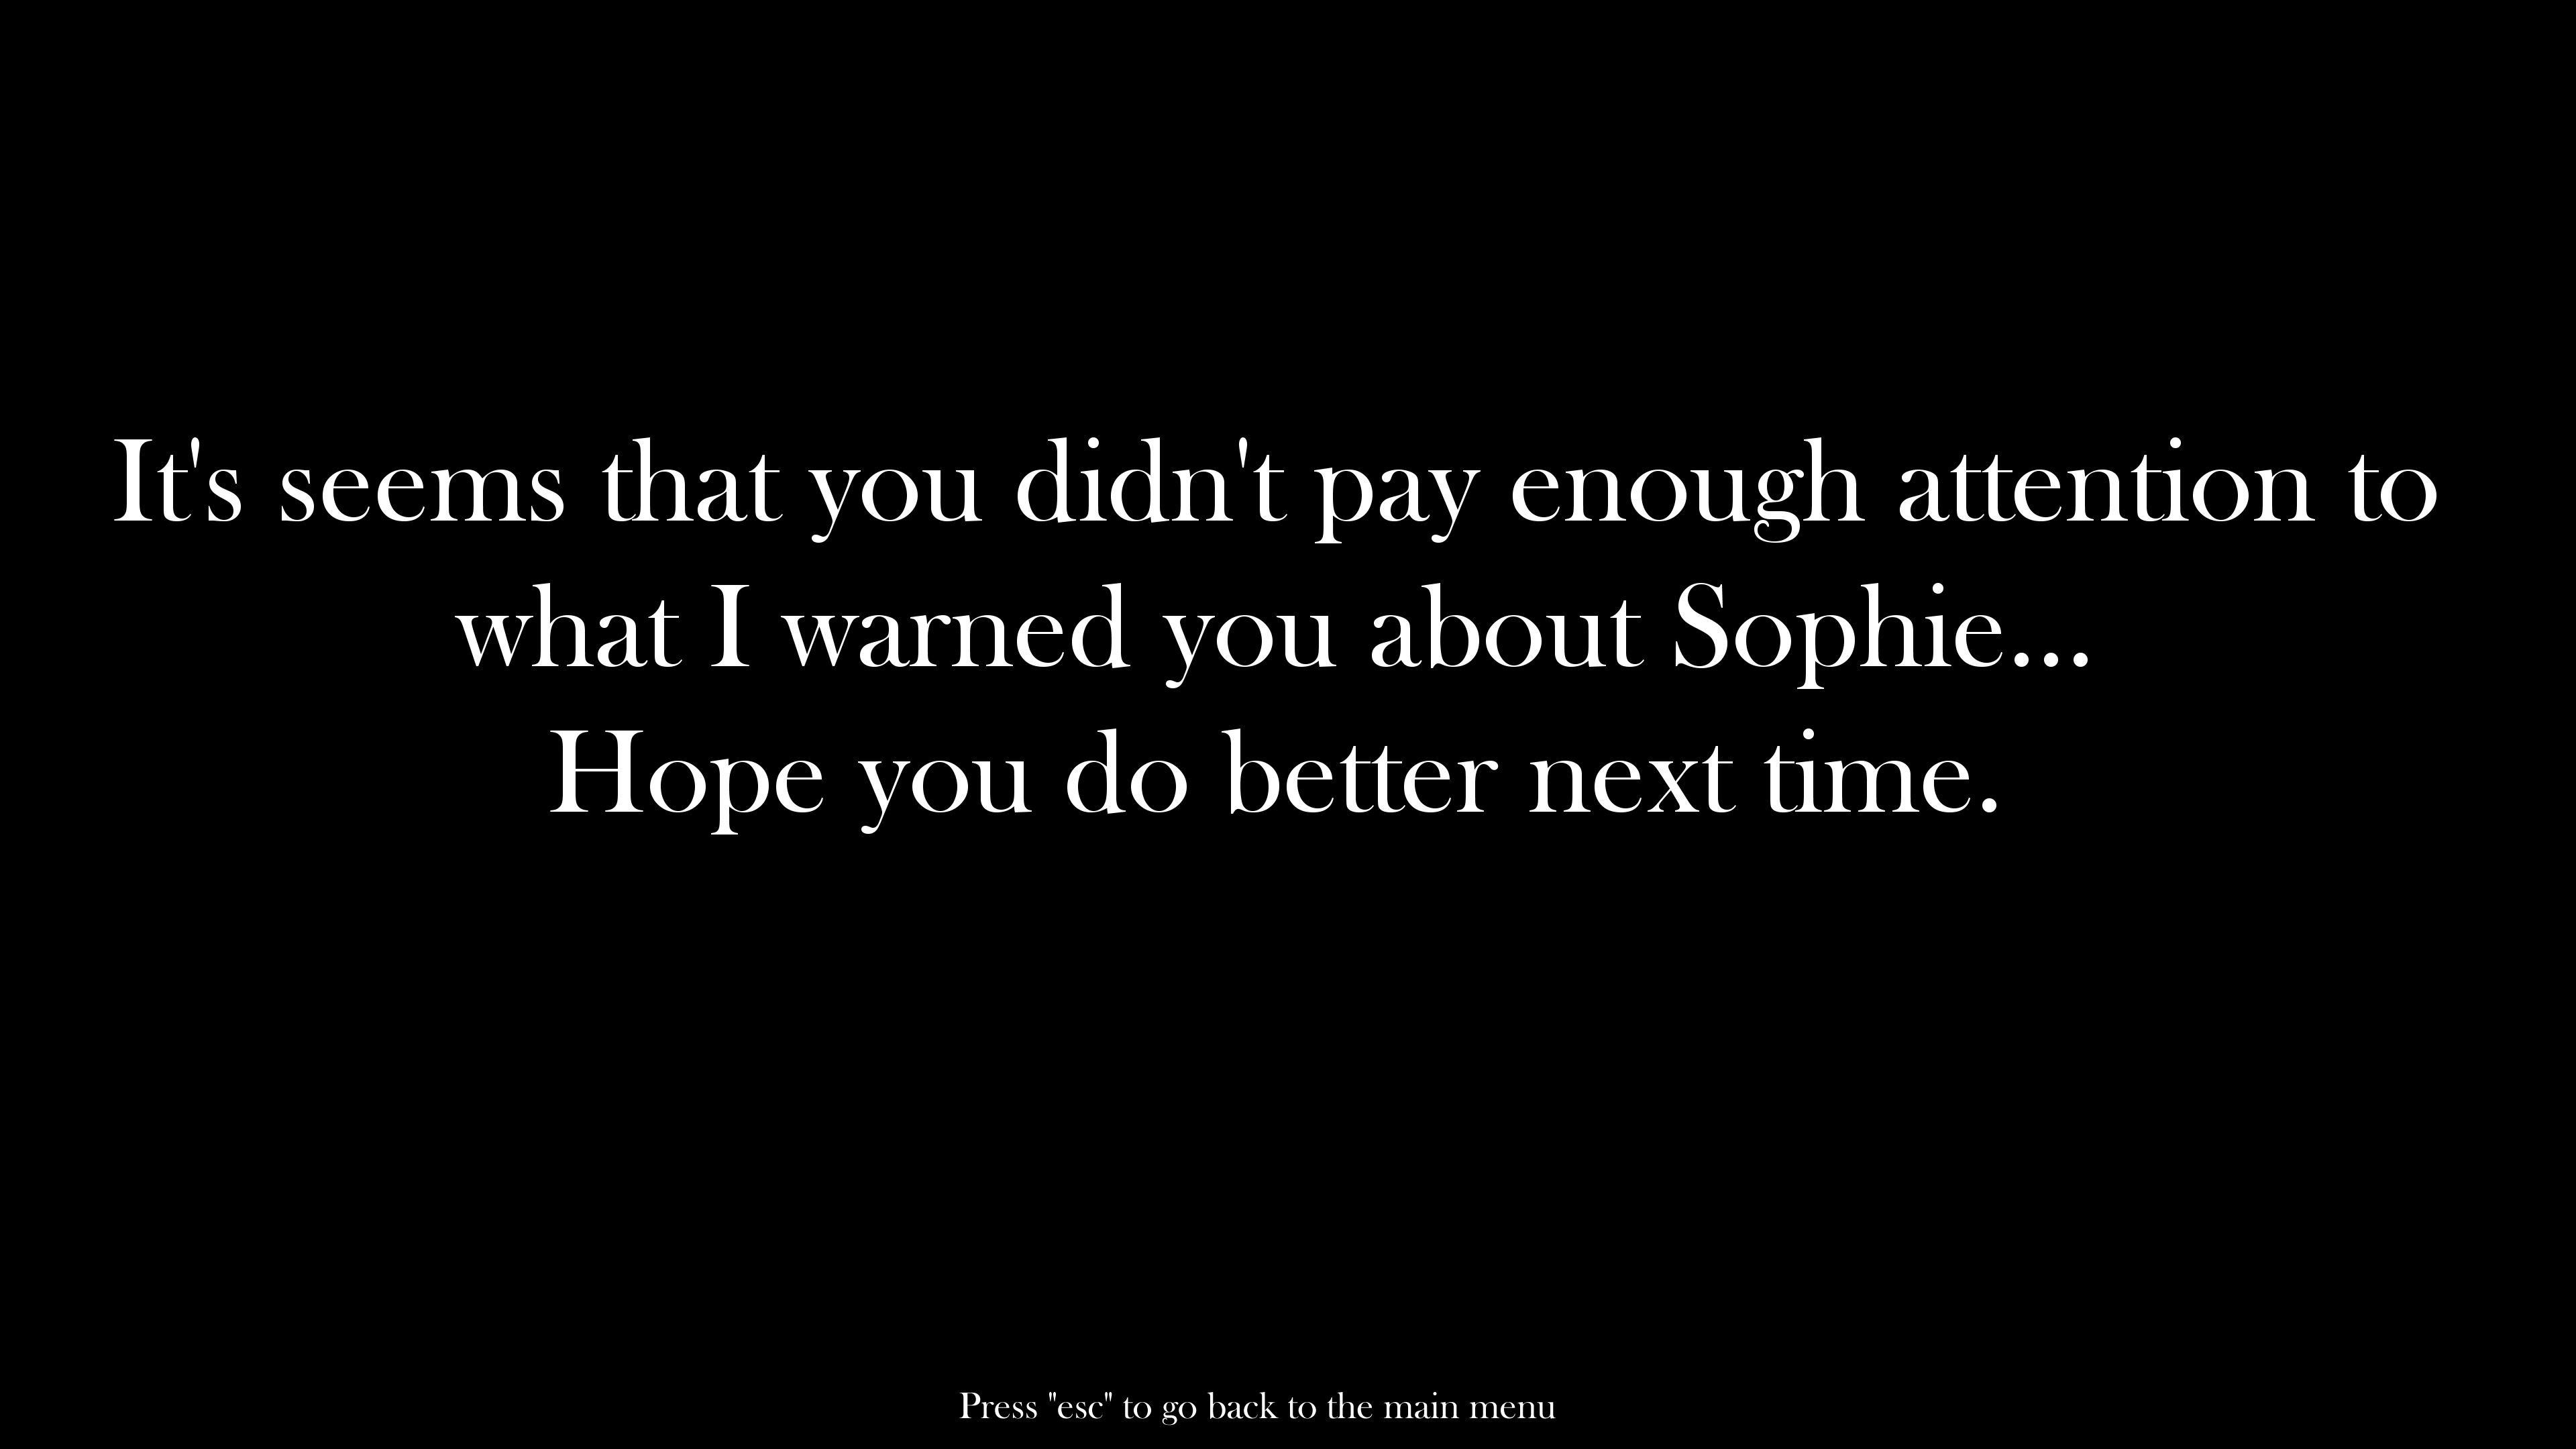 It's seems that you didn't pay enough attention to
what I warned you about Sophie...
Hope you do better next time.
Press "esc" to go back to the main menu